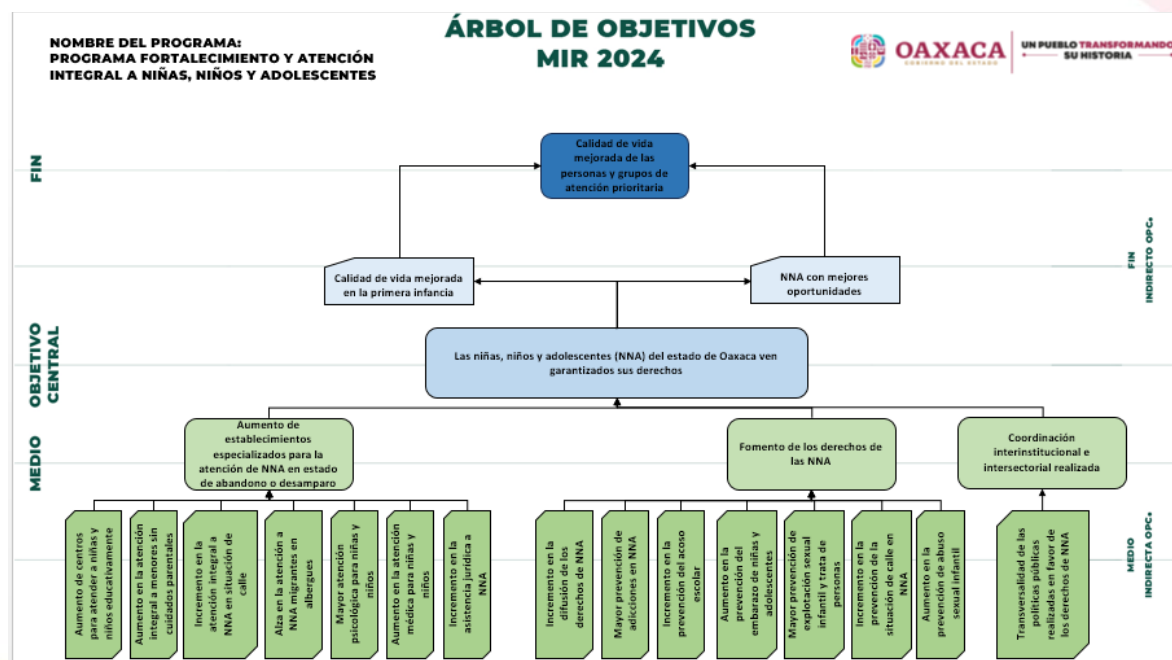 ÁRBOL DE OBJETIVOS
MIR 2024
NOMBRE DEL PROGRAMA:
PROGRAMA FORTALECIMIENTO Y ATENCIÓN
INTEGRAL A NIÑAS, NIÑOS Y ADOLESCENTES
OAXACA
GOBIERNO DEL ESTADO
UN PUEBLO TRANSFORMANDO
SU HISTORIA
FIN
Calidad de vida
mejorada de las
personas y grupos de
atención prioritaria
FIN
INDIRECTO OPC.
Calidad de vida mejorada
en la primera infancia
NNA con mejores
oportunidades
OBJETIVO
CENTRAL
Las niñas, niños y adolescentes (NNA) del estado de Oaxaca ven
garantizados sus derechos
MEDIO
Aumento de
establecimientos
especializados para la
atención de NNA en estado
de abandono o desamparo
Fomento de los derechos de
las NNA
Coordinación
interinstitucional e
intersectorial realizada
MEDIO
INDIRECTA OPC.
Aumento de centros
para atender a niñas y
niños educativamente
Aumento en la atención
integral a menores sin
cuidados parentales
Incremento en la
atención integral a
NNA en situación de
calle
Alza en la atención a
NNA migrantes en
albergues
Mayor atención
psicológica para niñas y
niños
Aumento en la atención
médica para niñas y
niños
Incremento en la
asistencia jurídica a
NNA
Incremento en la
difusión de los
derechos de NNA
Mayor prevención de
adicciones en NNA
Incremento en la
prevención del acoso
escolar
Aumento en la
prevención del
embarazo de niñas y
adolescentes
Mayor prevención de
explotación sexual
infantil y trata de
personas
Incremento en la
prevención de la
situación de calle en
NNA
Aumento en la
prevención de abuso
sexual infantil
Transversalidad de las
políticas públicas
realizadas en favor de
los derechos de NNA